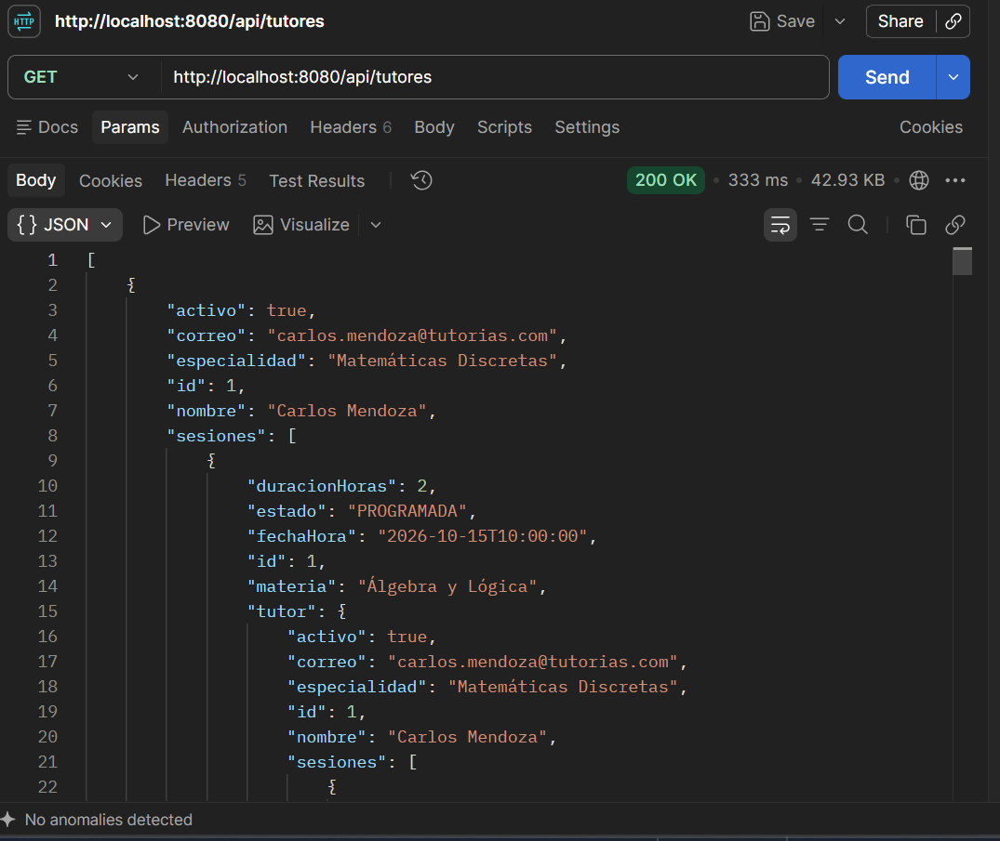 HTTP http://localhost:8080/api/tutores Save Share
GET http://localhost:8080/api/tutores Send
Docs Params Authorization Headers 6 Body Scripts Settings Cookies
Body Cookies Headers 5 Test Results 200 OK • 333 ms • 42.93 KB •
{} JSON Preview Visualize
1 [
2 {
3 "activo": true,
4 "correo": "carlos.mendoza@tutorias.com",
5 "especialidad": "Matemáticas Discretas",
6 "id": 1,
7 "nombre": "Carlos Mendoza",
8 "sesiones": [
9 {
10 "duracionHoras": 2,
11 "estado": "PROGRAMADA",
12 "fechaHora": "2026-10-15T10:00:00",
13 "id": 1,
14 "materia": "Álgebra y Lógica",
15 "tutor": {
16 "activo": true,
17 "correo": "carlos.mendoza@tutorias.com",
18 "especialidad": "Matemáticas Discretas",
19 "id": 1,
20 "nombre": "Carlos Mendoza",
21 "sesiones": [
22 {
No anomalies detected